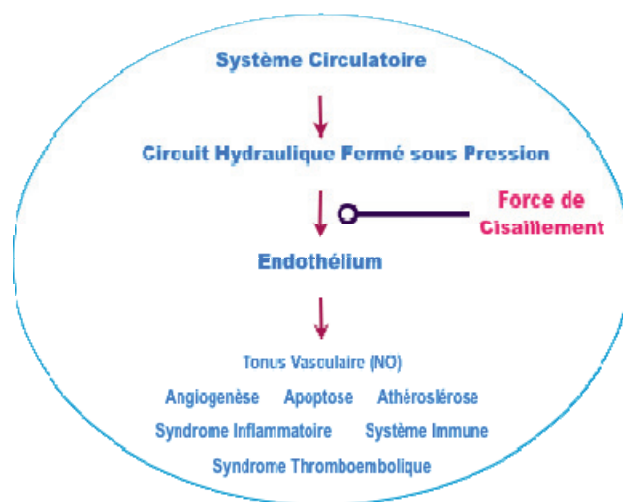 Système Circulatoire
Circuit Hydraulique Fermé sous Pression
Force de
Cisaillement
Endothélium
Tonus Vasculaire (NO)
Angiogenèse Apoptose Athéroslérose
Syndrome Inflammatoire Système Immune
Syndrome Thromboembolique